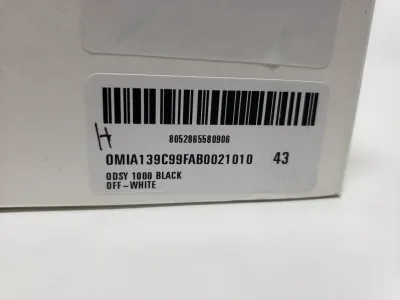 H
8052865580906
OMIA139C99FAB0021010 43
ODSY 1000 BLACK
OFF-WHITE